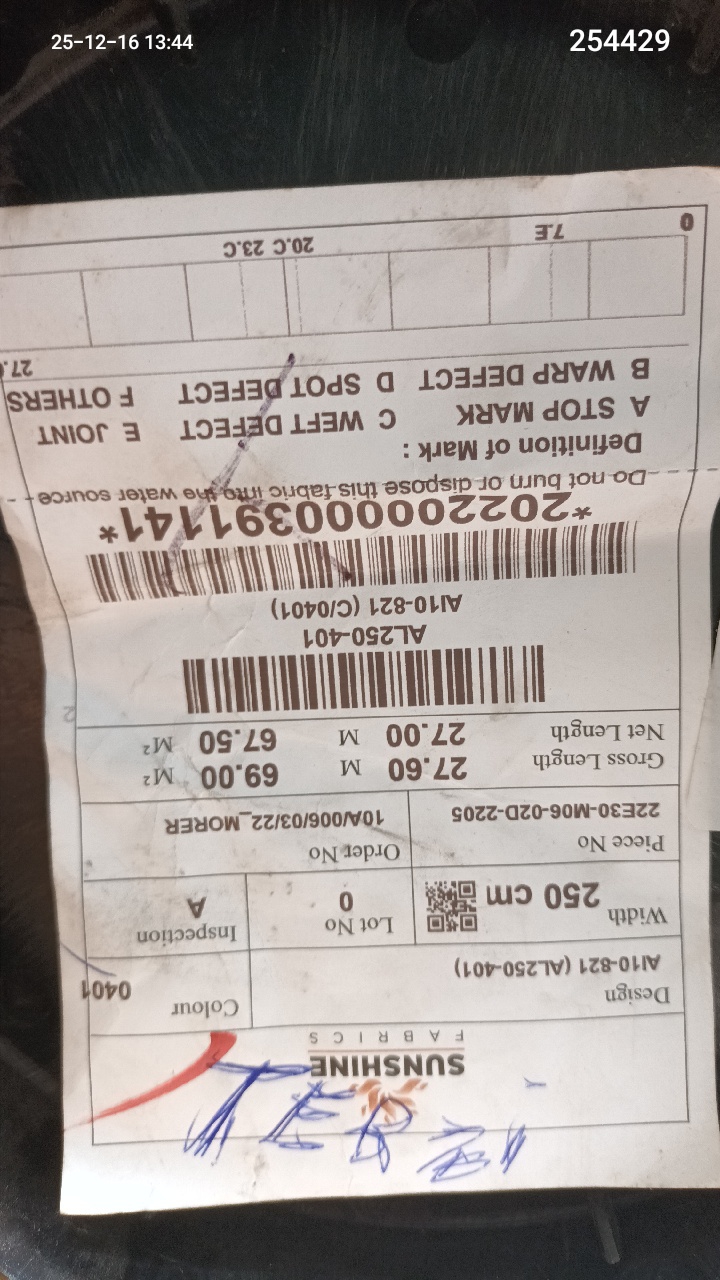 25-12-16 13:44
254429
SUNSHINE
FABRICS
Design
AI10-821 (AL250-401)
Colour
0401
Width
250 cm
Lot No
0
Inspection
A
Piece No
22E30-M06-02D-2205
Order No
10A/006/03/22_MORER
Gross Length 27.60 M 69.00 M²
Net Length 27.00 M 67.50 M²
AL250-401
AI10-821 (C/0401)
*20220000391141*
Do not burn or dispose this fabric into the water source
Definition of Mark :
A STOP MARK C WEFT DEFECT E JOINT
B WARP DEFECT D SPOT DEFECT F OTHERS
0 7.E 20.C 23.C